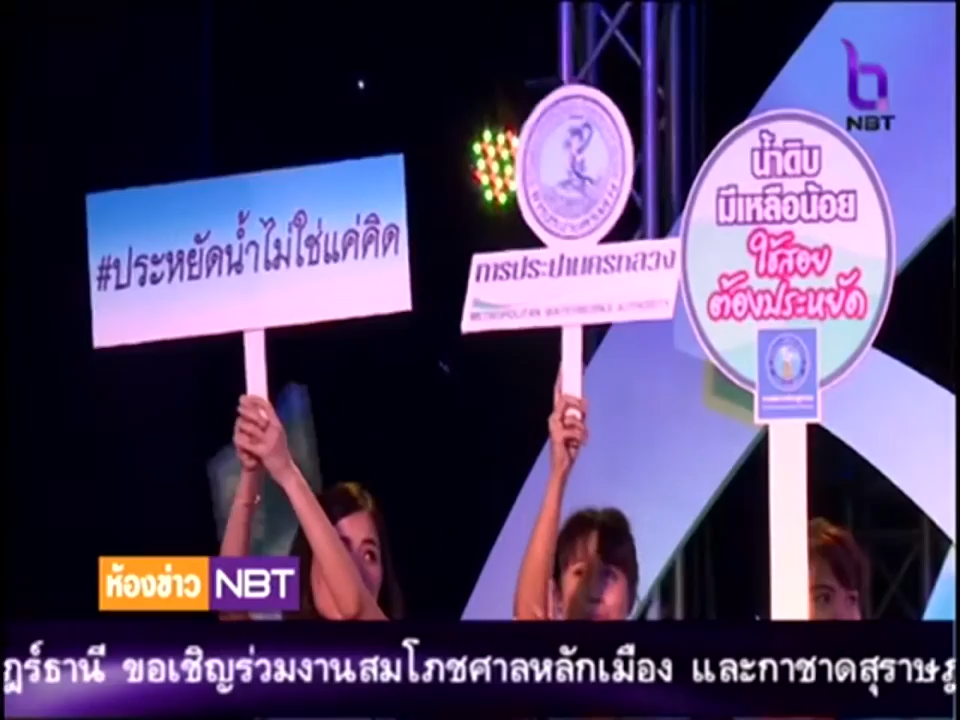 NBT
#ประหยัดน้ำไม่ใช่แค่คิด
การประปานครหลวง
METROPOLITAN WATERWORKS AUTHORITY
น้ำดิบ
มีเหลือน้อย
ใช้สอย
ต้องประหยัด
ห้องข่าว NBT
ฎร์ธานี ขอเชิญร่วมงานสมโภชศาลหลักเมือง และกาชาดสุราษฎ